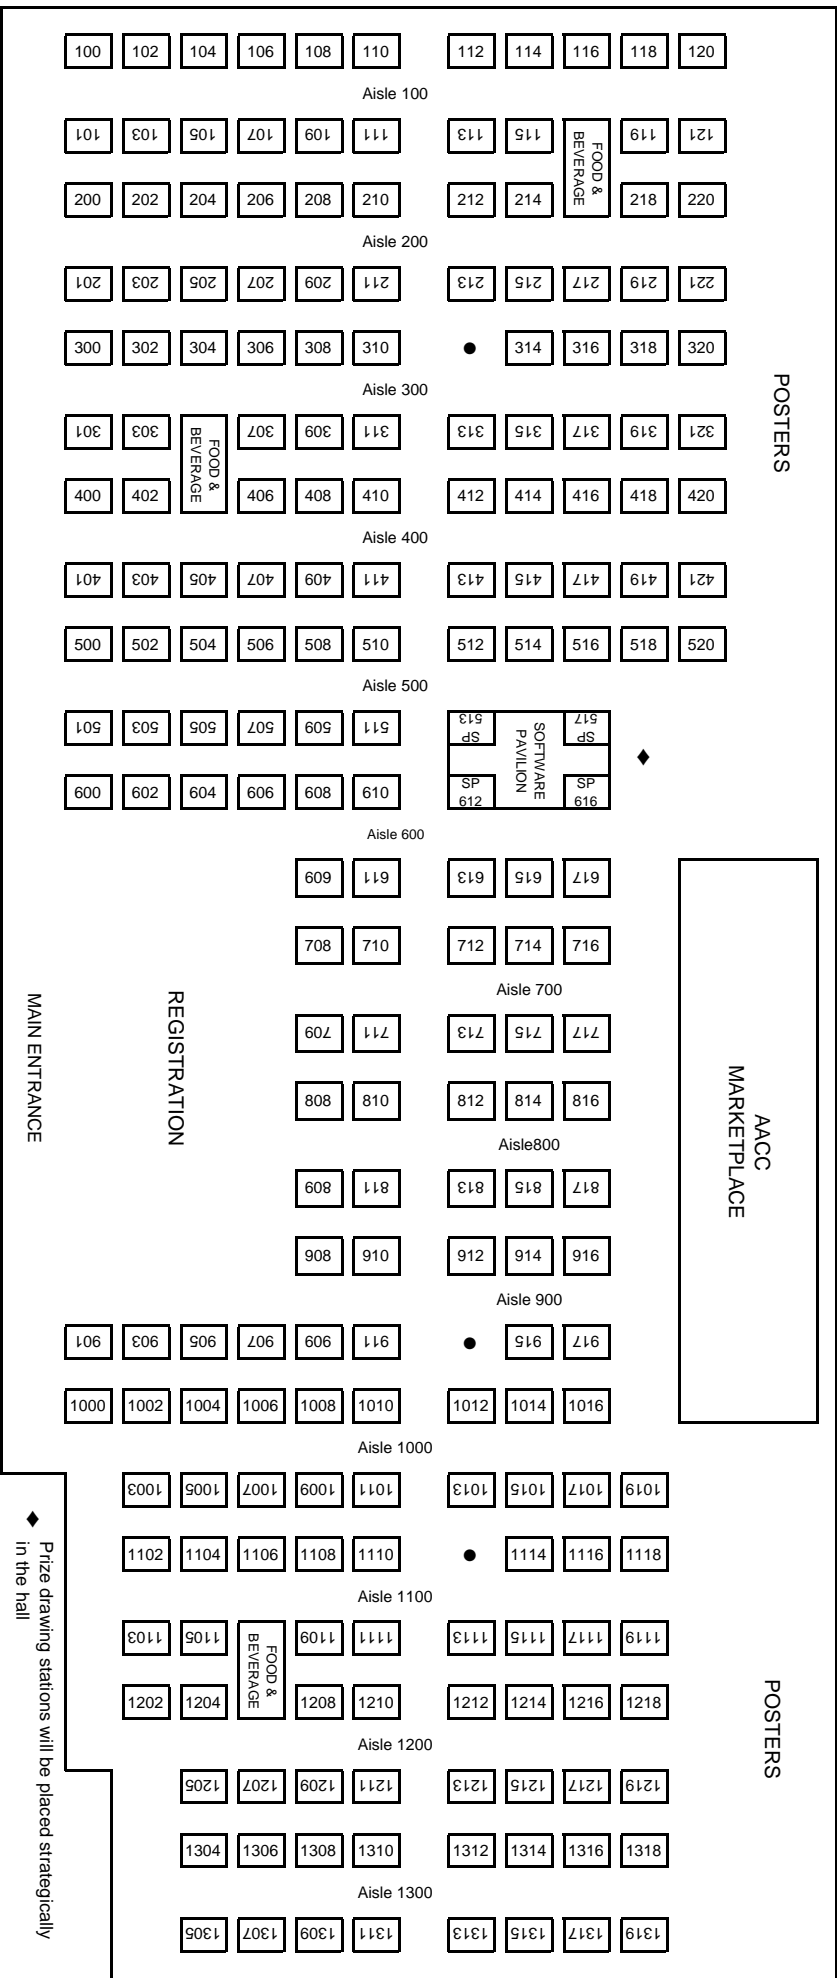 100 102 104 106 108 110 112 114 116 118 120
Aisle 100
101 103 105 107 109 111 113 115 FOOD & BEVERAGE 119 121
200 202 204 206 208 210 212 214 218 220
Aisle 200
201 203 205 207 209 211 213 215 217 219 221
300 302 304 306 308 310 ● 314 316 318 320
Aisle 300
POSTERS
301 303 FOOD & BEVERAGE 307 309 311 313 315 317 319 321
400 402 406 408 410 412 414 416 418 420
Aisle 400
401 403 405 407 409 411 413 415 417 419 421
500 502 504 506 508 510 512 514 516 518 520
Aisle 500
501 503 505 507 509 511 SP 513 SOFTWARE PAVILION SP 517 ♦
600 602 604 606 608 610 SP 612 SP 616
Aisle 600
609 611 613 615 617
708 710 712 714 716
Aisle 700
MAIN ENTRANCE
REGISTRATION
709 711 713 715 717
808 810 812 814 816
AACC
MARKETPLACE
Aisle800
809 811 813 815 817
908 910 912 914 916
Aisle 900
901 903 905 907 909 911 ● 915 917
1000 1002 1004 1006 1008 1010 1012 1014 1016
Aisle 1000
1003 1005 1007 1009 1011 1013 1015 1017 1019
1102 1104 1106 1108 1110 ● 1114 1116 1118
Aisle 1100
1103 1105 FOOD & BEVERAGE 1109 1111 1113 1115 1117 1119
1202 1204 1208 1210 1212 1214 1216 1218
POSTERS
Aisle 1200
1205 1207 1209 1211 1213 1215 1217 1219
1304 1306 1308 1310 1312 1314 1316 1318
Aisle 1300
1305 1307 1309 1311 1313 1315 1317 1319
♦ Prize drawing stations will be placed strategically
in the hall